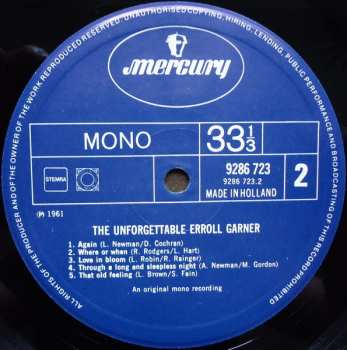 ALL RIGHTS OF THE MANUFACTURER AND OF THE OWNER OF THE WORK REPRODUCED RESERVED. UNAUTHORISED COPYING, HIRING, LENDING, PUBLIC PERFORMANCE AND BROADCASTING OF THIS RECORD PROHIBITED
mercury
MONO
33 1/3
STEMRA
9286 723
9286 723.2
MADE IN HOLLAND
2
℗ 1961
THE UNFORGETTABLE ERROLL GARNER
1 Again (L. Newman/D. Cochran)
2 Where or when (R. Rodgers/L. Hart)
3 Love in bloom (L. Robin/R. Rainger)
4 Through a long and sleepless night (A. Newman/M. Gordon)
5 That old feeling (L. Brown/S. Fain)
An original mono recording